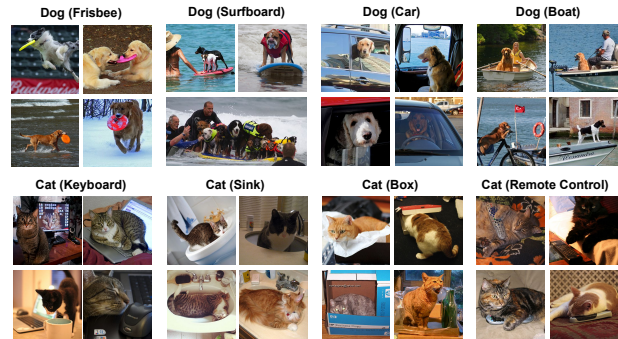 Dog (Frisbee)
Dog (Surfboard)
Dog (Car)
Dog (Boat)
Budweiser
Cat (Keyboard)
Cat (Sink)
Cat (Box)
Cat (Remote Control)